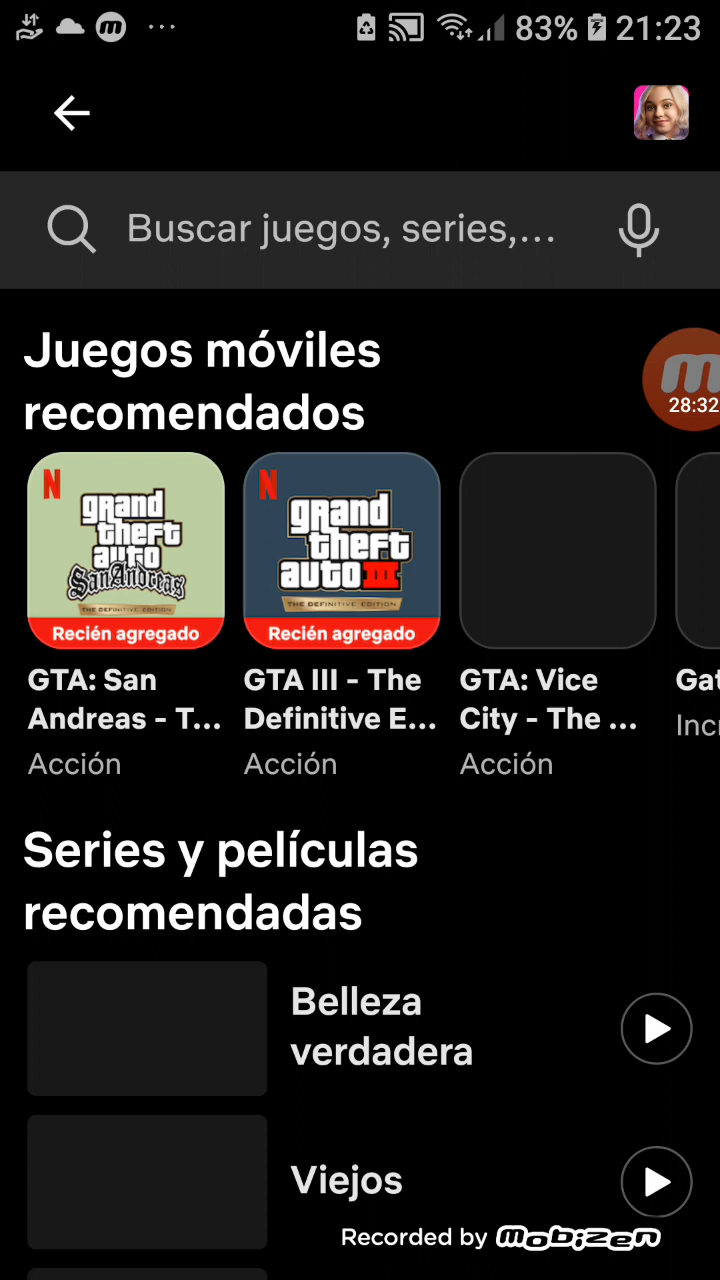 83% 21:23
Buscar juegos, series,...
Juegos móviles
recomendados
28:32
N
grand
theft
auto
San Andreas
THE DEFINITIVE EDITION
Recién agregado
N
grand
theft
auto III
THE DEFINITIVE EDITION
Recién agregado
GTA: San
Andreas - T...
Acción
GTA III - The
Definitive E...
Acción
GTA: Vice
City - The ...
Acción
Gat
Incr
Series y películas
recomendadas
Belleza
verdadera
Viejos
Recorded by mobizen